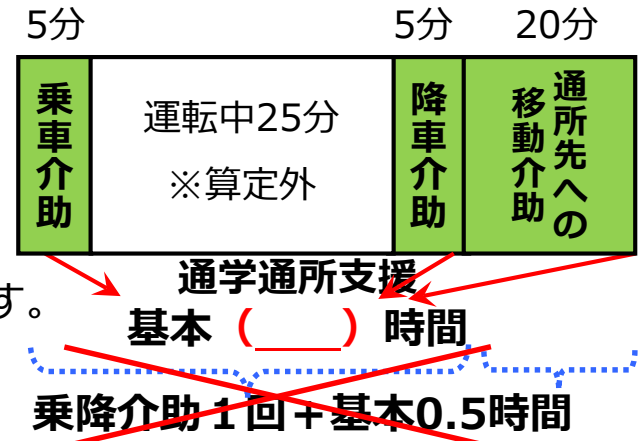 5分 5分 20分
乗車介助
運転中25分
※算定外
降車介助
通所先への
移動介助
通学通所支援
す。
基本（＿＿）時間
乗降介助１回＋基本0.5時間